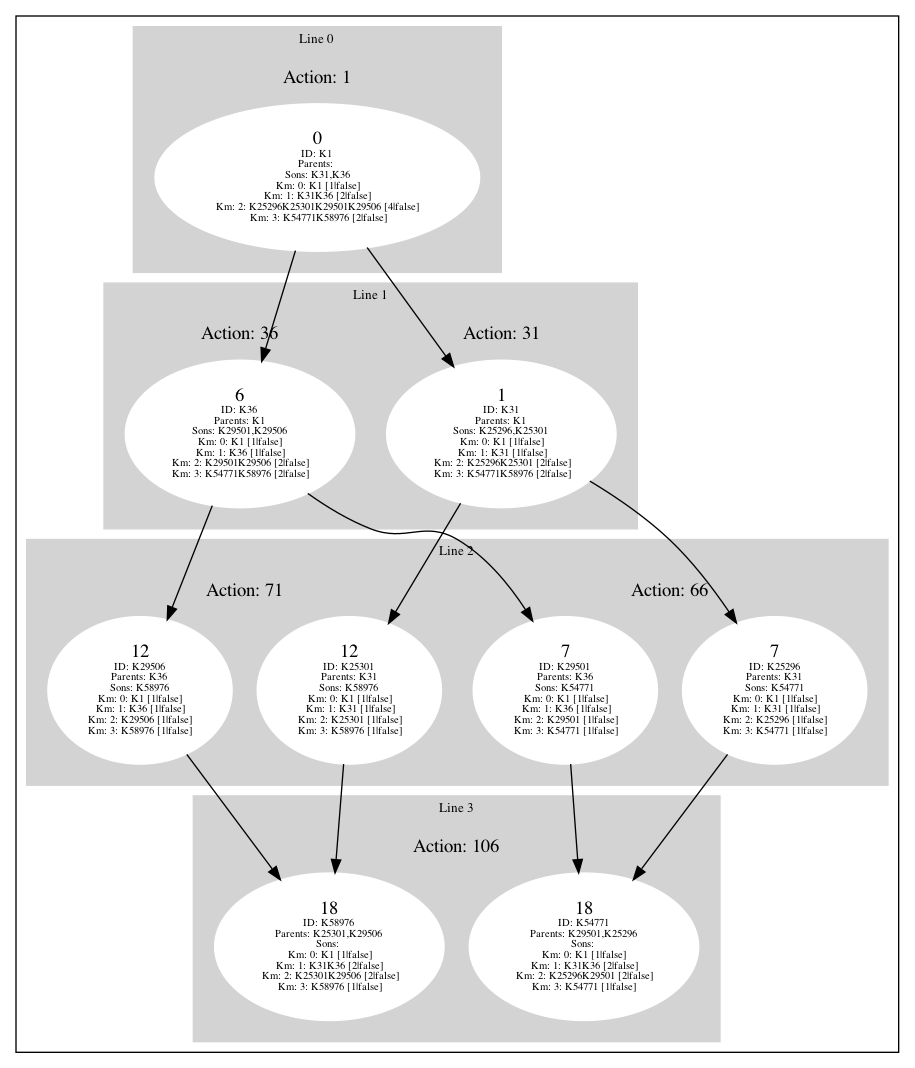 Line 0
Action: 1
0
ID: K1
Parents:
Sons: K31,K36
Km: 0: K1 [1|false]
Km: 1: K31K36 [2|false]
Km: 2: K25296K25301K29501K29506 [4|false]
Km: 3: K54771K58976 [2|false]
Line 1
Action: 36
6
ID: K36
Parents: K1
Sons: K29501,K29506
Km: 0: K1 [1|false]
Km: 1: K36 [1|false]
Km: 2: K29501K29506 [2|false]
Km: 3: K54771K58976 [2|false]
Action: 31
1
ID: K31
Parents: K1
Sons: K25296,K25301
Km: 0: K1 [1|false]
Km: 1: K31 [1|false]
Km: 2: K25296K25301 [2|false]
Km: 3: K54771K58976 [2|false]
Line 2
Action: 71
12
ID: K29506
Parents: K36
Sons: K58976
Km: 0: K1 [1|false]
Km: 1: K36 [1|false]
Km: 2: K29506 [1|false]
Km: 3: K58976 [1|false]
12
ID: K25301
Parents: K31
Sons: K58976
Km: 0: K1 [1|false]
Km: 1: K31 [1|false]
Km: 2: K25301 [1|false]
Km: 3: K58976 [1|false]
Action: 66
7
ID: K29501
Parents: K36
Sons: K54771
Km: 0: K1 [1|false]
Km: 1: K36 [1|false]
Km: 2: K29501 [1|false]
Km: 3: K54771 [1|false]
7
ID: K25296
Parents: K31
Sons: K54771
Km: 0: K1 [1|false]
Km: 1: K31 [1|false]
Km: 2: K25296 [1|false]
Km: 3: K54771 [1|false]
Line 3
Action: 106
18
ID: K58976
Parents: K25301,K29506
Sons:
Km: 0: K1 [1|false]
Km: 1: K31K36 [2|false]
Km: 2: K25301K29506 [2|false]
Km: 3: K58976 [1|false]
18
ID: K54771
Parents: K29501,K25296
Sons:
Km: 0: K1 [1|false]
Km: 1: K31K36 [2|false]
Km: 2: K25296K29501 [2|false]
Km: 3: K54771 [1|false]